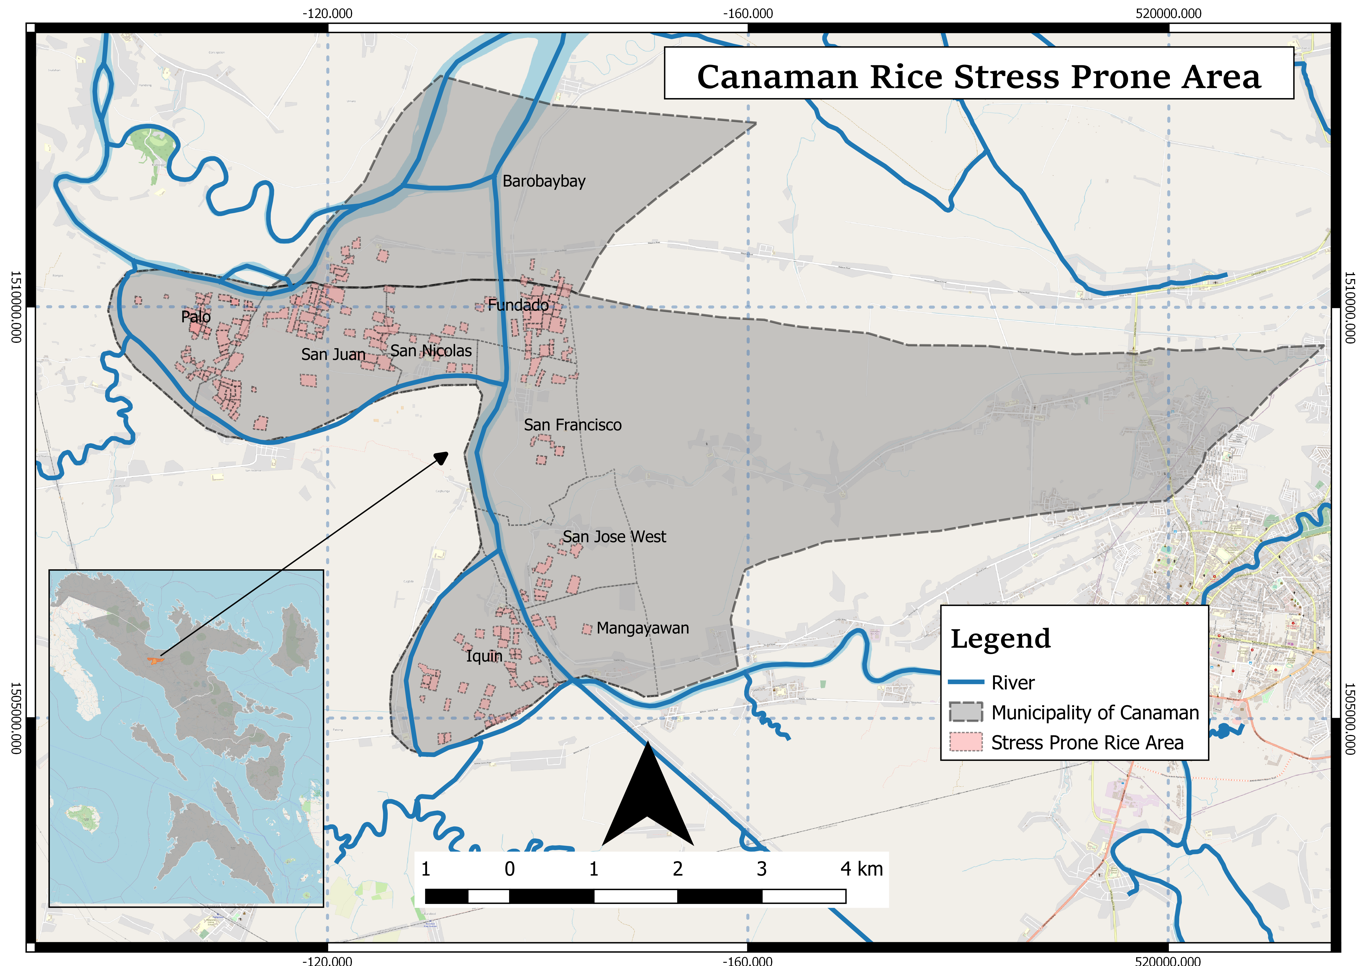 -120.000
-160.000
520000.000
Canaman Rice Stress Prone Area
Barobaybay
1510000.000
1510000.000
Palo
Fundado
San Juan
San Nicolas
San Francisco
San Jose West
Mangayawan
Iquin
Legend
River
Municipality of Canaman
Stress Prone Rice Area
1505000.000
1505000.000
1 0 1 2 3 4 km
-120.000
-160.000
520000.000